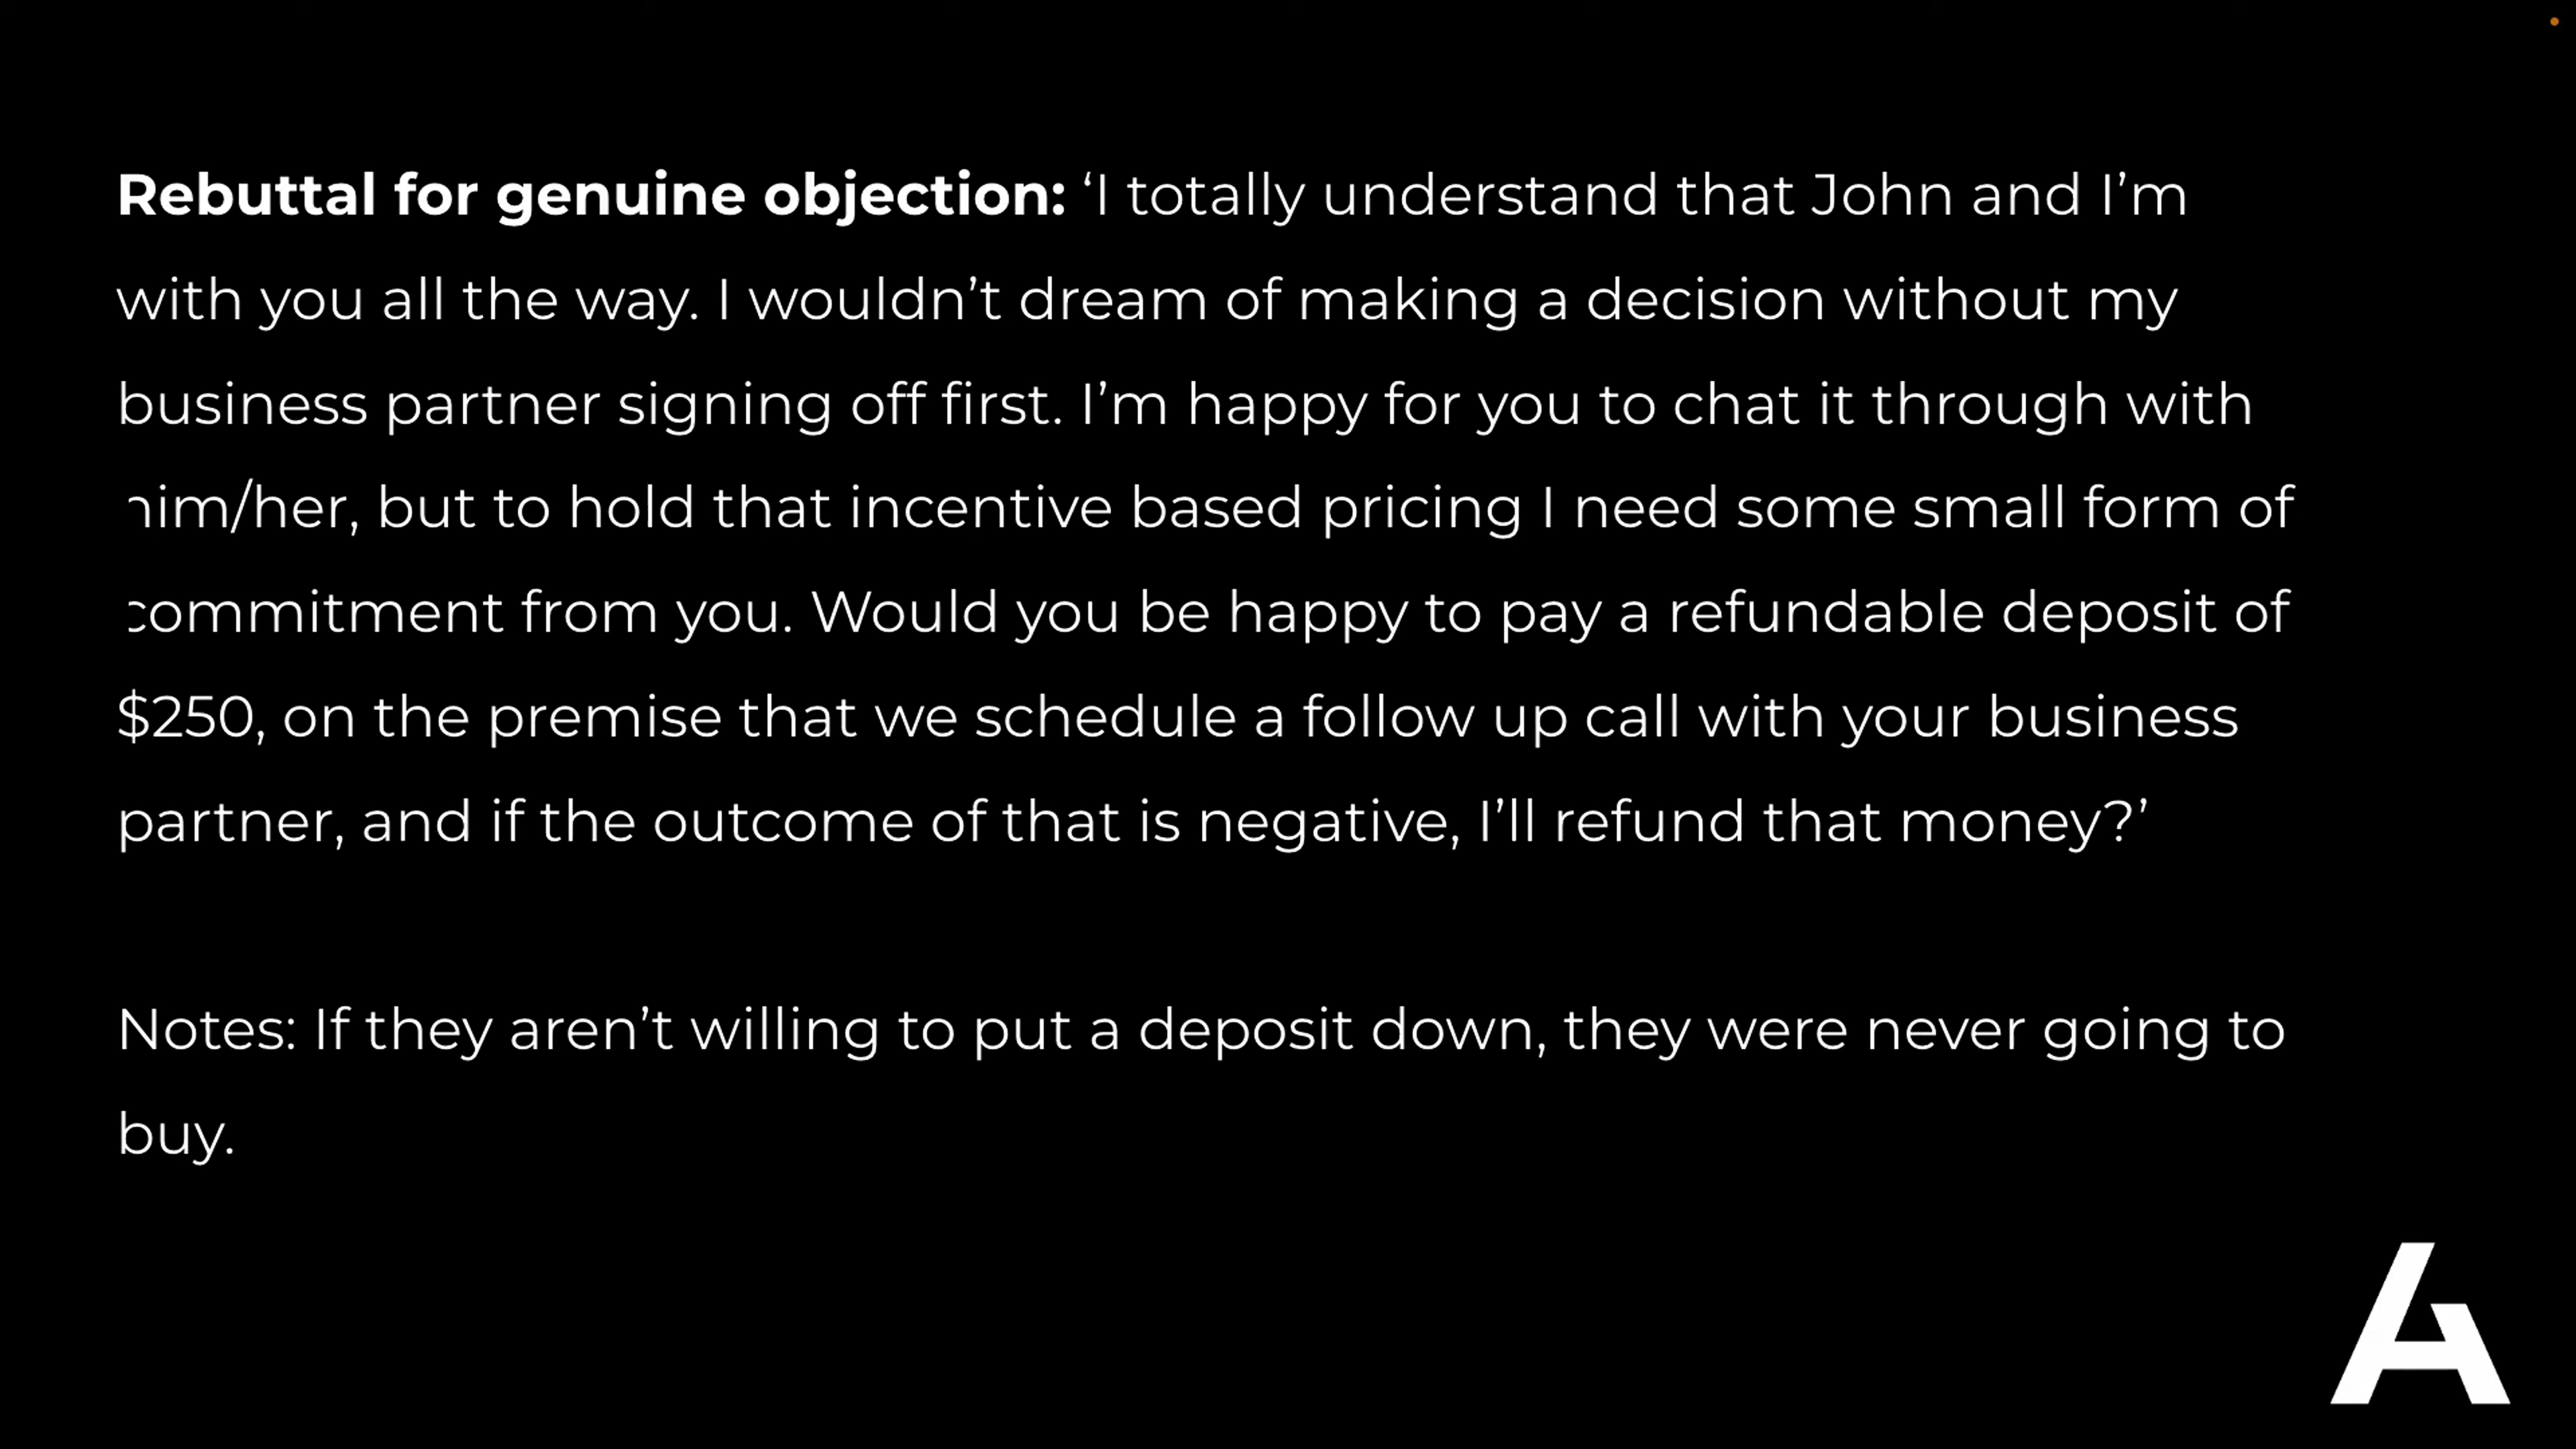 Rebuttal for genuine objection: ‘I totally understand that John and I’m
with you all the way. I wouldn’t dream of making a decision without my
business partner signing off first. I’m happy for you to chat it through with
him/her, but to hold that incentive based pricing I need some small form of
commitment from you. Would you be happy to pay a refundable deposit of
$250, on the premise that we schedule a follow up call with your business
partner, and if the outcome of that is negative, I’ll refund that money?’
Notes: If they aren’t willing to put a deposit down, they were never going to
buy.